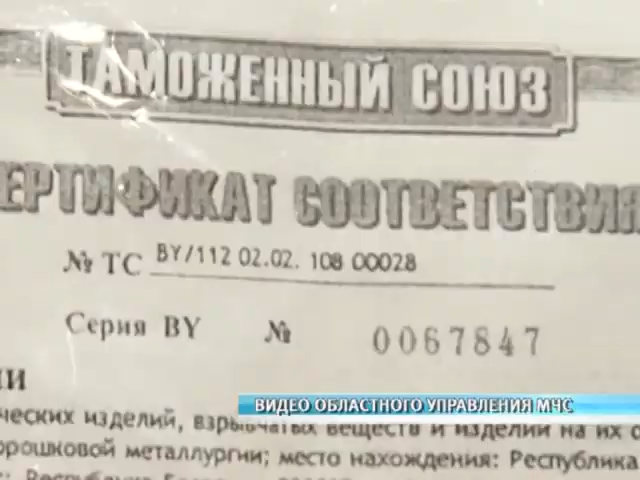 ТАМОЖЕННЫЙ СОЮЗ
ЕРТИФИКАТ СООТВЕТСТВИЯ
№ ТС BY/112 02.02. 108 00028
Серия BY № 0067847
ИИ
ВИДЕО ОБЛАСТНОГО УПРАВЛЕНИЯ МЧС
ческих изделий, взрывчатых веществ и изделий на их о
орошковой металлургии; место нахождения: Республика
Республика